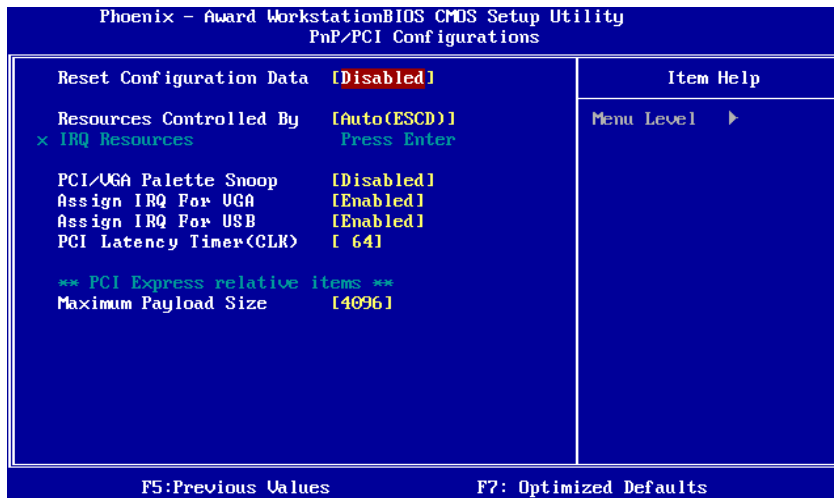 Phoenix - Award WorkstationBIOS CMOS Setup Utility
PnP/PCI Configurations
Reset Configuration Data [Disabled]
Resources Controlled By [Auto(ESCD)]
x IRQ Resources Press Enter
PCI/VGA Palette Snoop [Disabled]
Assign IRQ For VGA [Enabled]
Assign IRQ For USB [Enabled]
PCI Latency Timer(CLK) [ 64]
** PCI Express relative items **
Maximum Payload Size [4096]
Item Help
Menu Level ▶
F5:Previous Values F7: Optimized Defaults